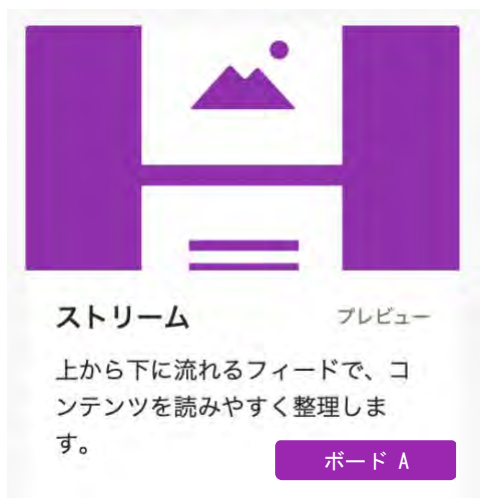 ストリーム
プレビュー
上から下に流れるフィードで、コ
ンテンツを読みやすく整理しま
す。
ボード A